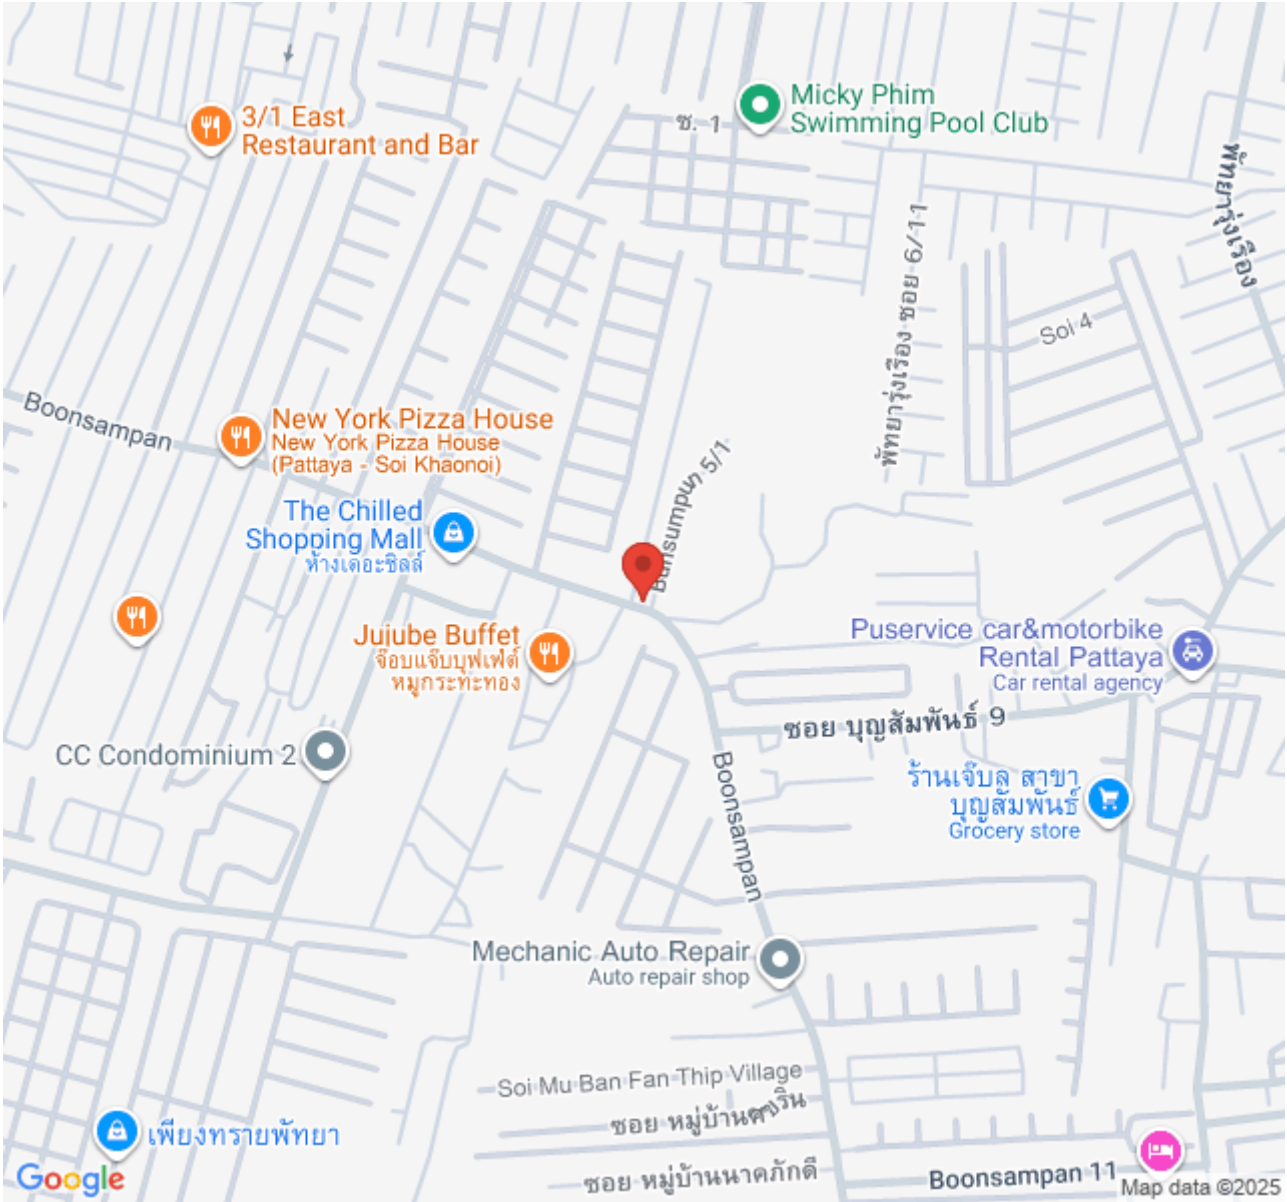 3/1 East
Restaurant and Bar
Micky Phim
Swimming Pool Club
ซ. 1
พัทยารุ่งเรือง
พัทยารุ่งเรือง ซอย 6/11
Soi 4
Boonsampan
New York Pizza House
New York Pizza House
(Pattaya - Soi Khaonoi)
Bunsumpun 5/1
The Chilled
Shopping Mall
ห้างเดอะชิลล์
Jujube Buffet
จ๊อบแจ๊บบุฟเฟต์
หมูกระทะทอง
Puservice car&motorbike
Rental Pattaya
Car rental agency
ซอย บุญสัมพันธ์ 9
CC Condominium 2
Boonsampan
ร้านเจ๊บล สาขา
บุญสัมพันธ์
Grocery store
Mechanic Auto Repair
Auto repair shop
Soi Mu Ban Fan Thip Village
ซอย หมู่บ้าน
เพียงทรายพัทยา
ซอย หมู่บ้านนาคภักดี
Boonsampan 11
Google
Map data ©2025